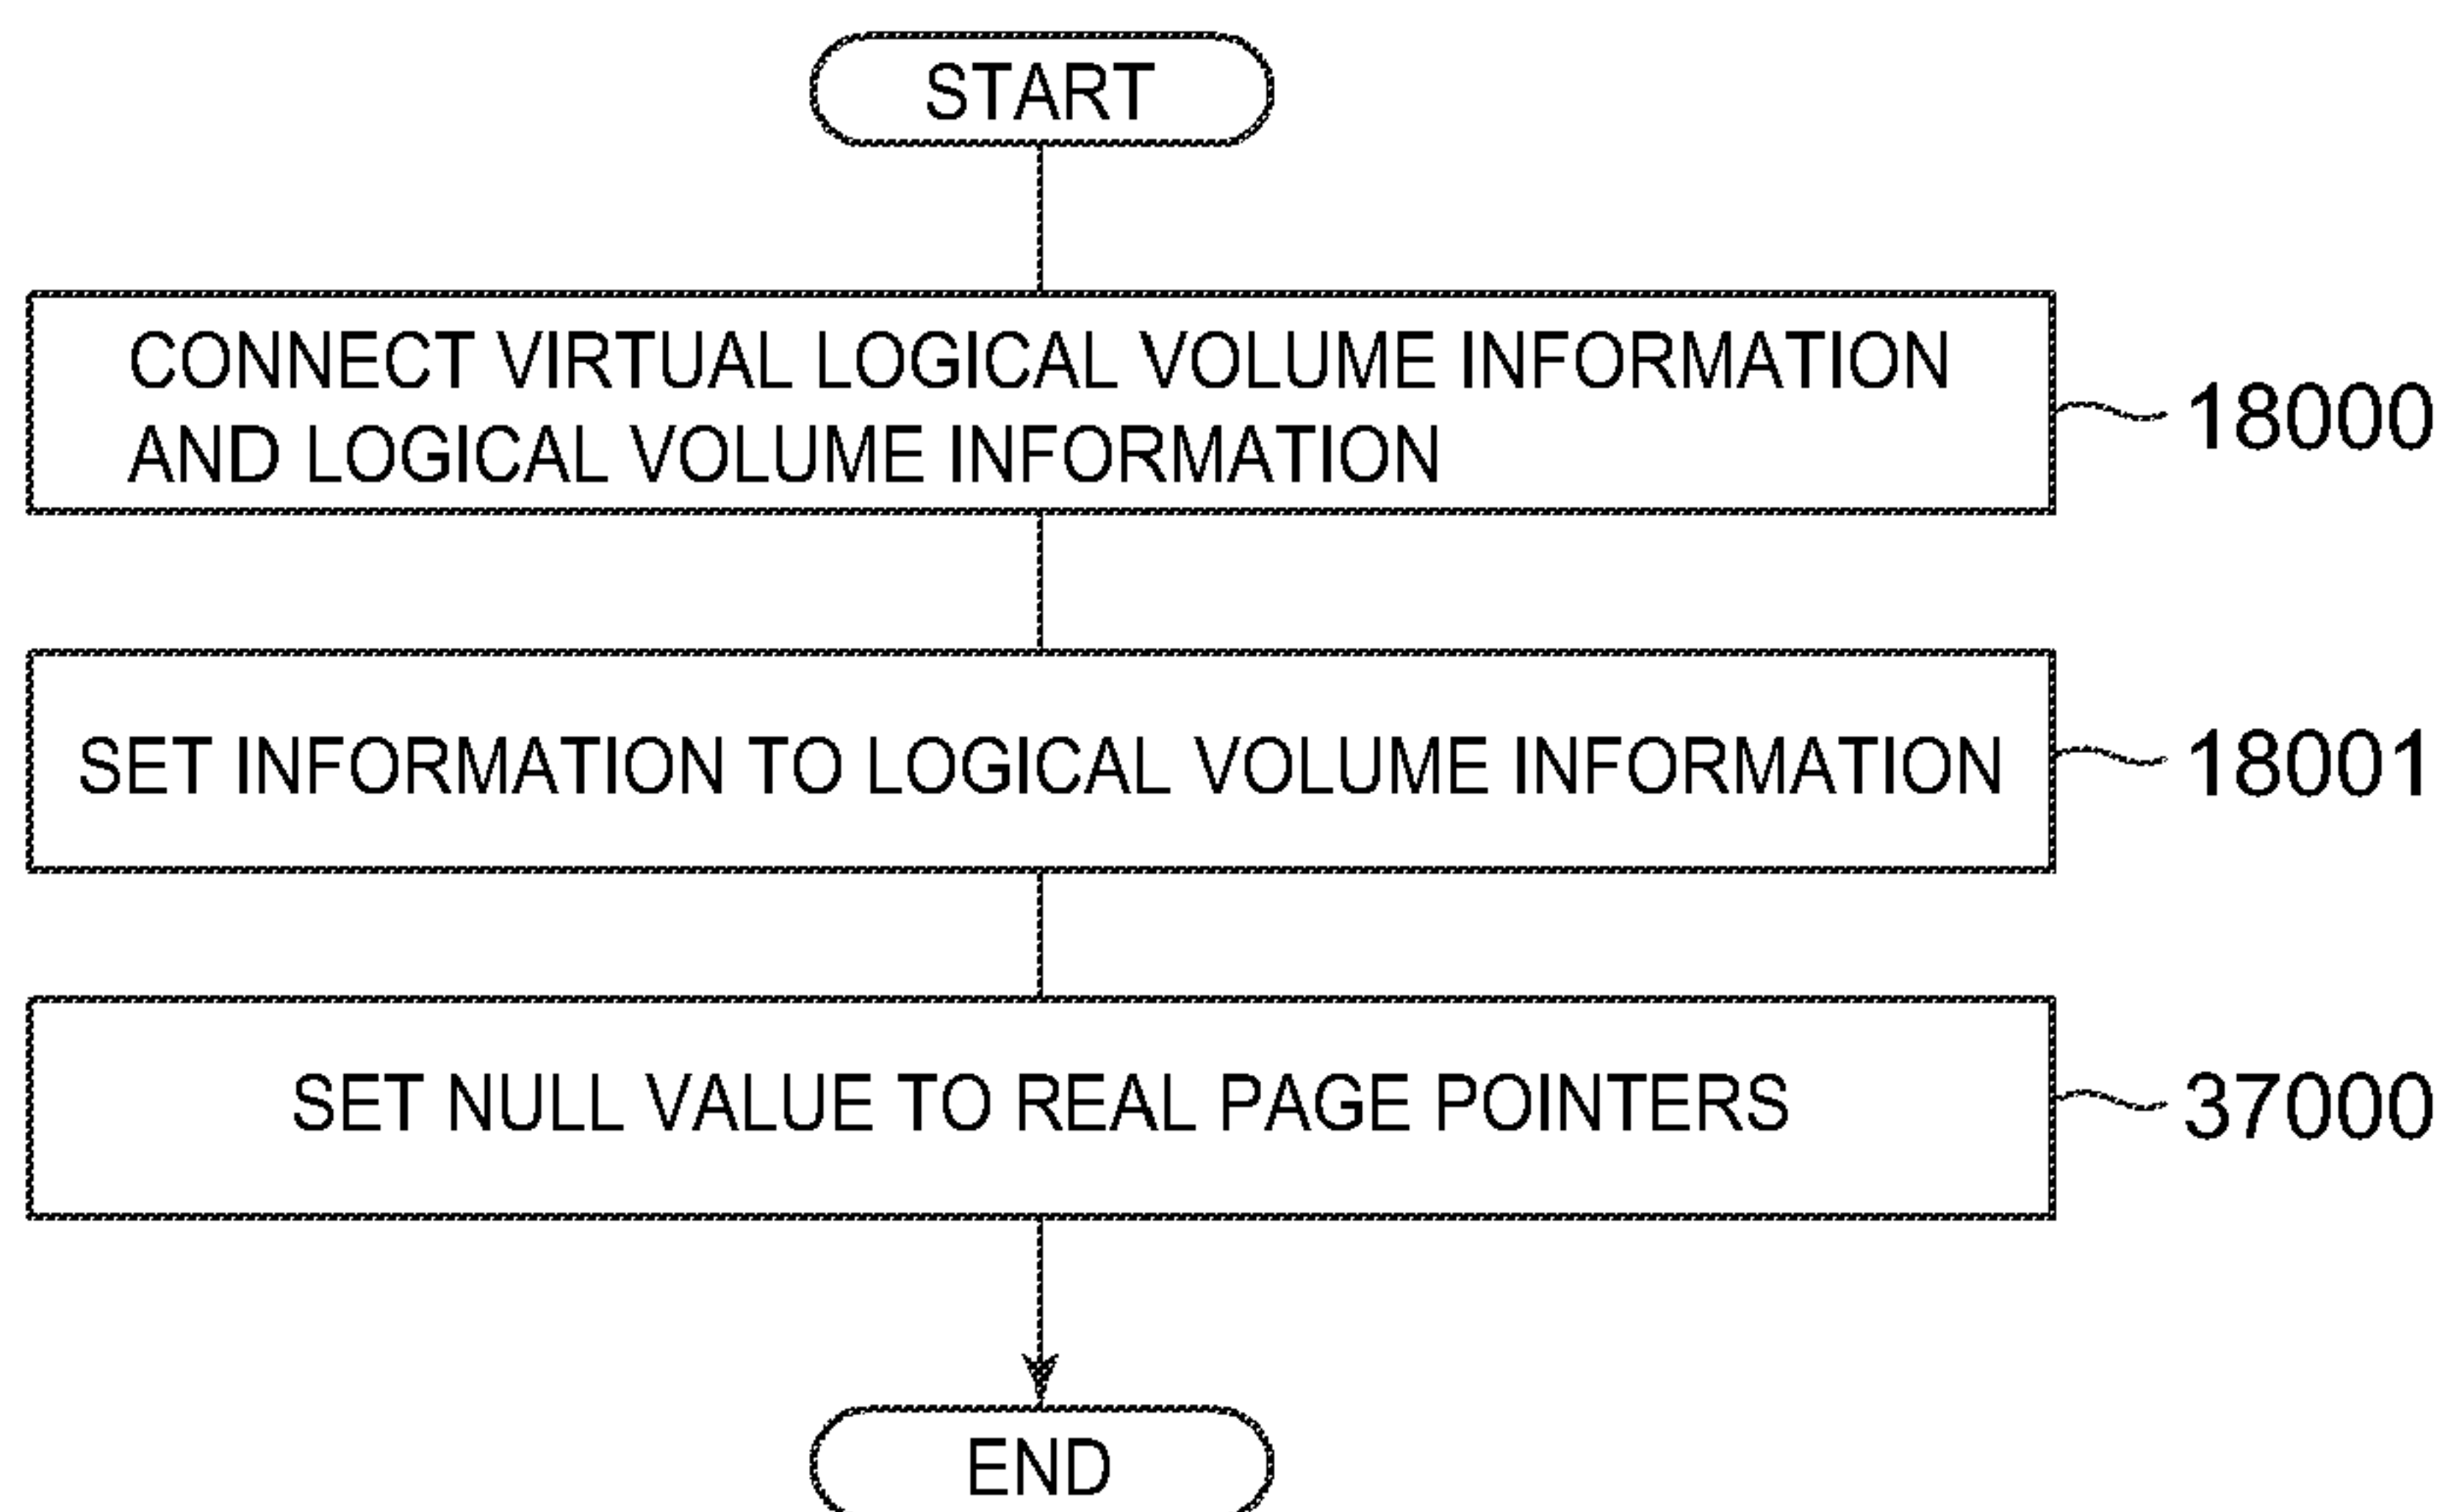 START
CONNECT VIRTUAL LOGICAL VOLUME INFORMATION
AND LOGICAL VOLUME INFORMATION
18000
SET INFORMATION TO LOGICAL VOLUME INFORMATION
18001
SET NULL VALUE TO REAL PAGE POINTERS
37000
END